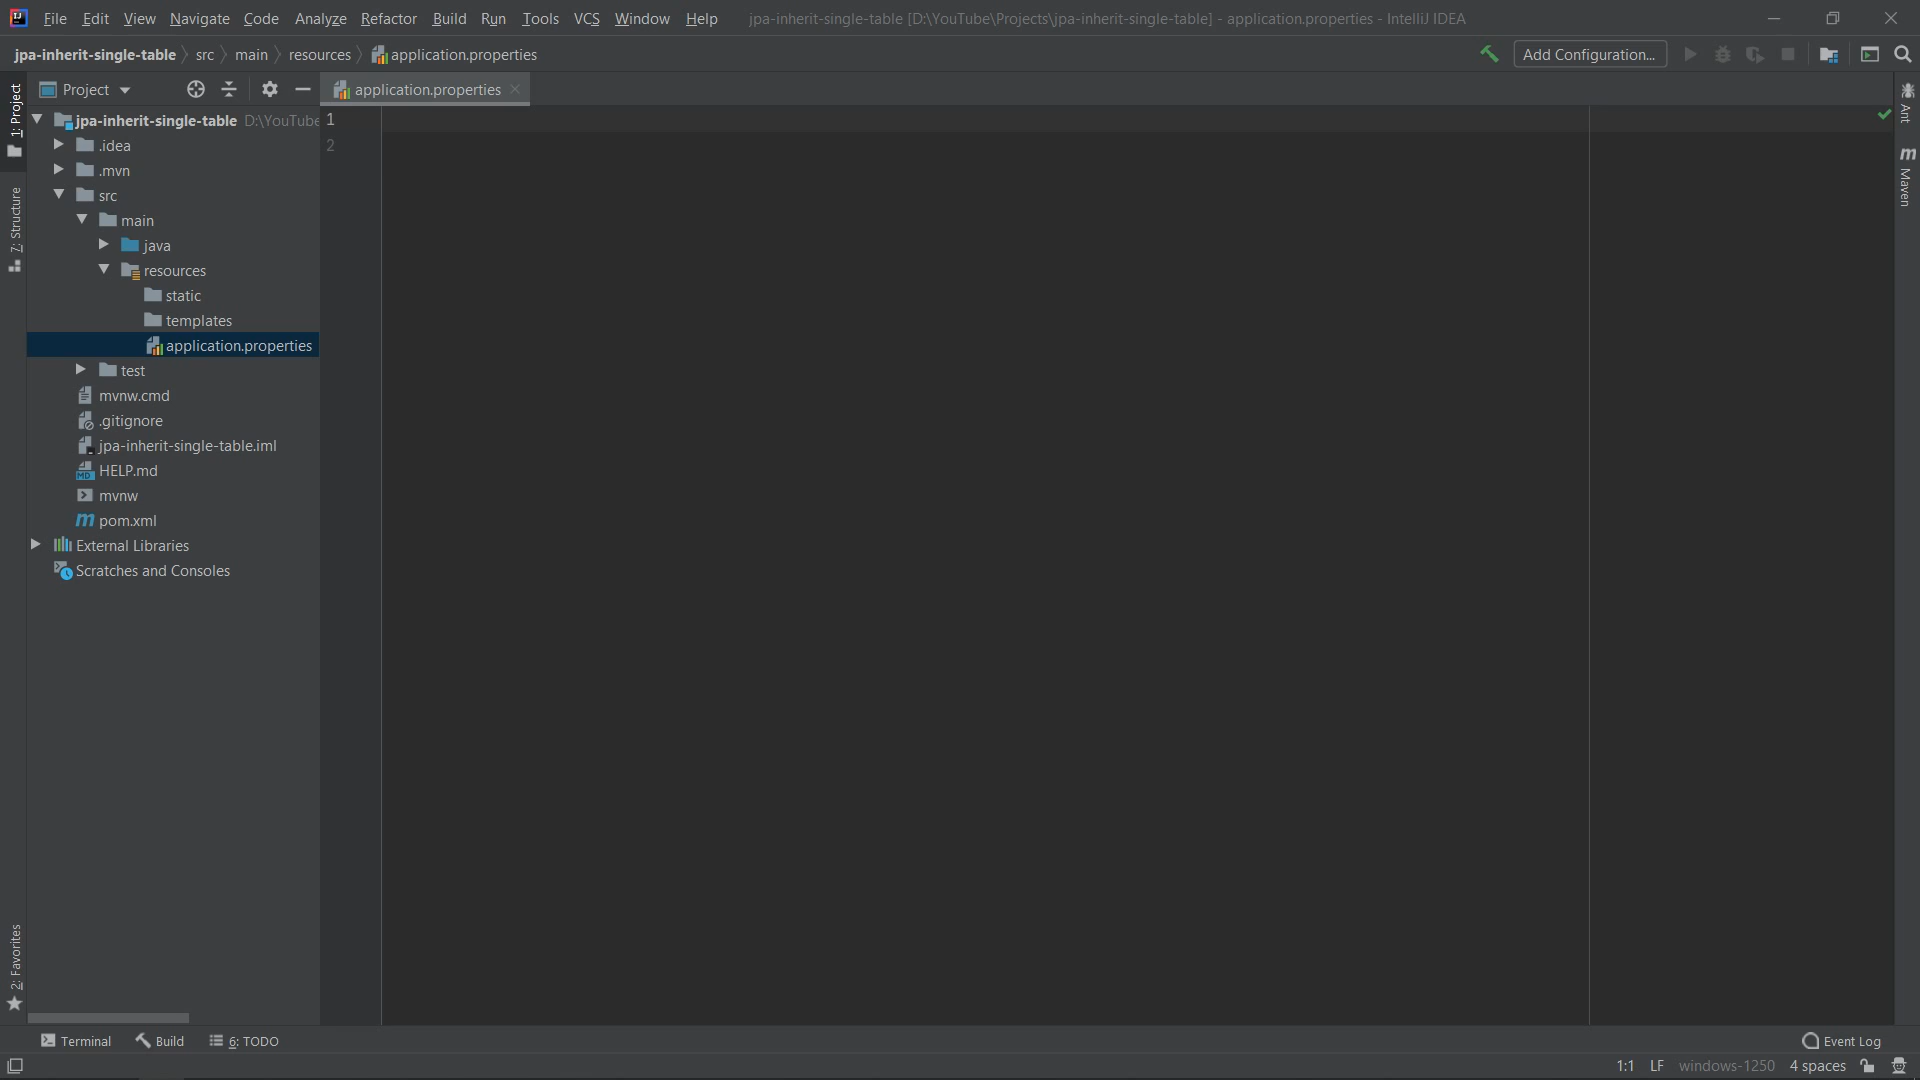 File Edit View Navigate Code Analyze Refactor Build Run Tools VCS Window Help jpa-inherit-single-table [D:\YouTube\Projects\jpa-inherit-single-table] - application.properties - IntelliJ IDEA
jpa-inherit-single-table src main resources application.properties Add Configuration...
Project application.properties
1: Project
7: Structure
2: Favorites
jpa-inherit-single-table D:\YouTube
.idea
.mvn
src
main
java
resources
static
templates
application.properties
test
mvnw.cmd
.gitignore
jpa-inherit-single-table.iml
HELP.md
mvnw
pom.xml
External Libraries
Scratches and Consoles
1
2
Ant
m Maven
Terminal Build 6: TODO Event Log
1:1 LF windows-1250 4 spaces